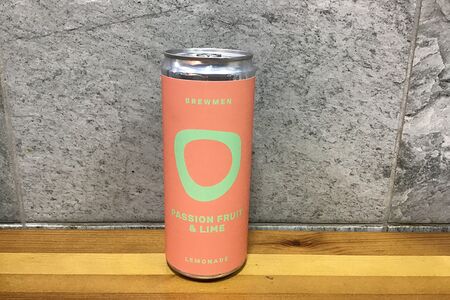 BREWMEN
PASSION FRUIT
& LIME
LEMONADE